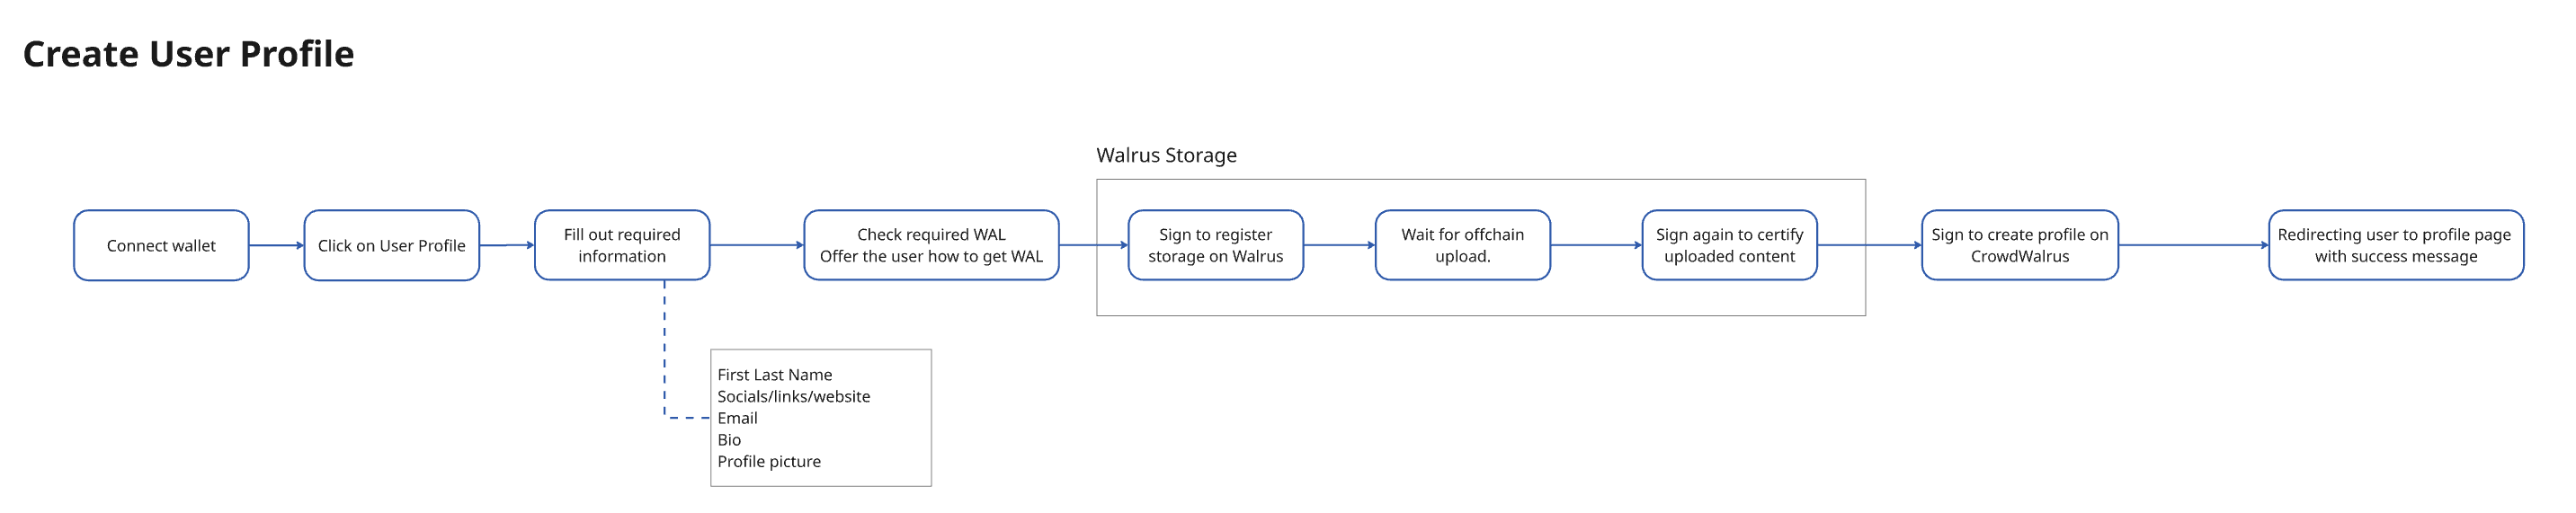 Create User Profile
Walrus Storage
Connect wallet
Click on User Profile
Fill out required
information
Check required WAL
Offer the user how to get WAL
Sign to register
storage on Walrus
Wait for offchain
upload.
Sign again to certify
uploaded content
Sign to create profile on
CrowdWalrus
Redirecting user to profile page
with success message
First Last Name
Socials/links/website
Email
Bio
Profile picture